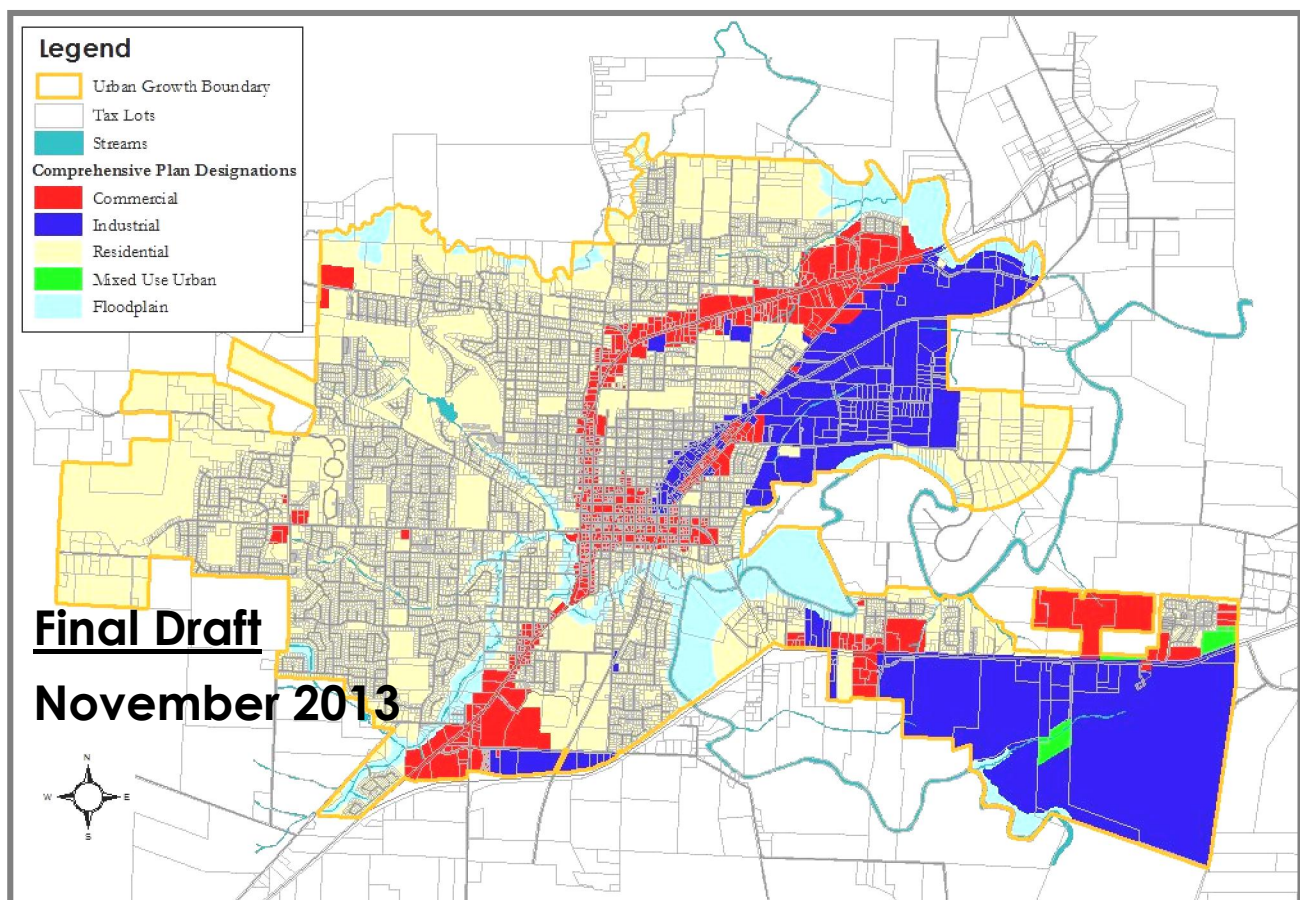 Legend
Urban Growth Boundary
Tax Lots
Streams
Comprehensive Plan Designations
Commercial
Industrial
Residential
Mixed Use Urban
Floodplain
Final Draft
November 2013
N
W E
S